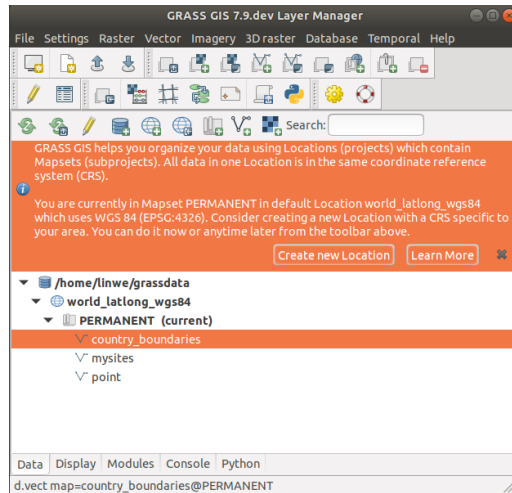 GRASS GIS 7.9.dev Layer Manager
File Settings Raster Vector Imagery 3D raster Database Temporal Help
Search:
GRASS GIS helps you organize your data using Locations (projects) which contain
Mapsets (subprojects). All data in one Location is in the same coordinate reference
system (CRS).
You are currently in Mapset PERMANENT in default Location world_latlong_wgs84
which uses WGS 84 (EPSG:4326). Consider creating a new Location with a CRS specific to
your area. You can do it now or anytime later from the toolbar above.
Create new Location Learn More
/home/linwe/grassdata
world_latlong_wgs84
PERMANENT (current)
country_boundaries
mysites
point
Data Display Modules Console Python
d.vect map=country_boundaries@PERMANENT